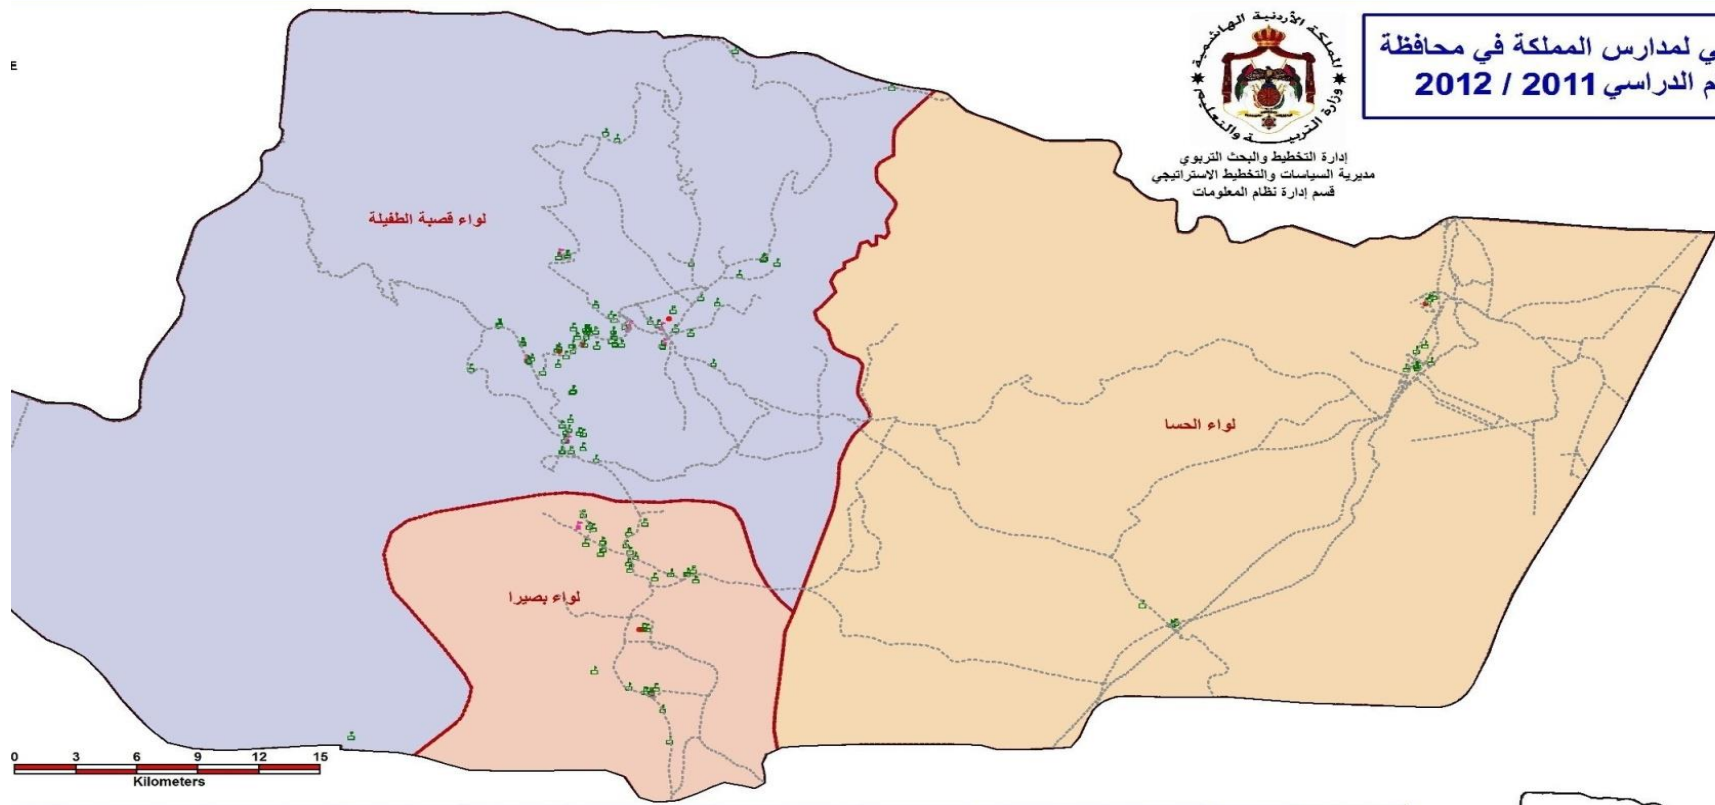 ي لمدارس المملكة في محافظة
م الدراسي 2011 / 2012
المملكة الأردنية الهاشمية
وزارة التربية والتعليم
إدارة التخطيط والبحث التربوي
مديرية السياسات والتخطيط الاستراتيجي
قسم إدارة نظام المعلومات
E
لواء قصبة الطفيلة
لواء الحسا
لواء بصيرا
0 3 6 9 12 15
Kilometers